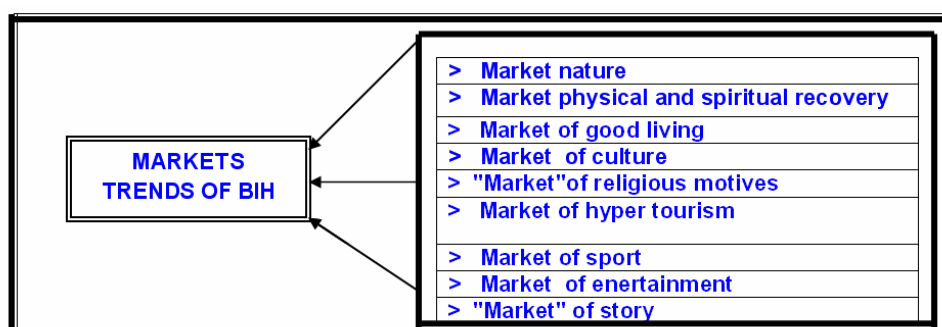 MARKETS
TRENDS OF BIH
> Market nature
> Market physical and spiritual recovery
> Market of good living
> Market of culture
> "Market"of religious motives
> Market of hyper tourism
> Market of sport
> Market of enertainment
> "Market" of story